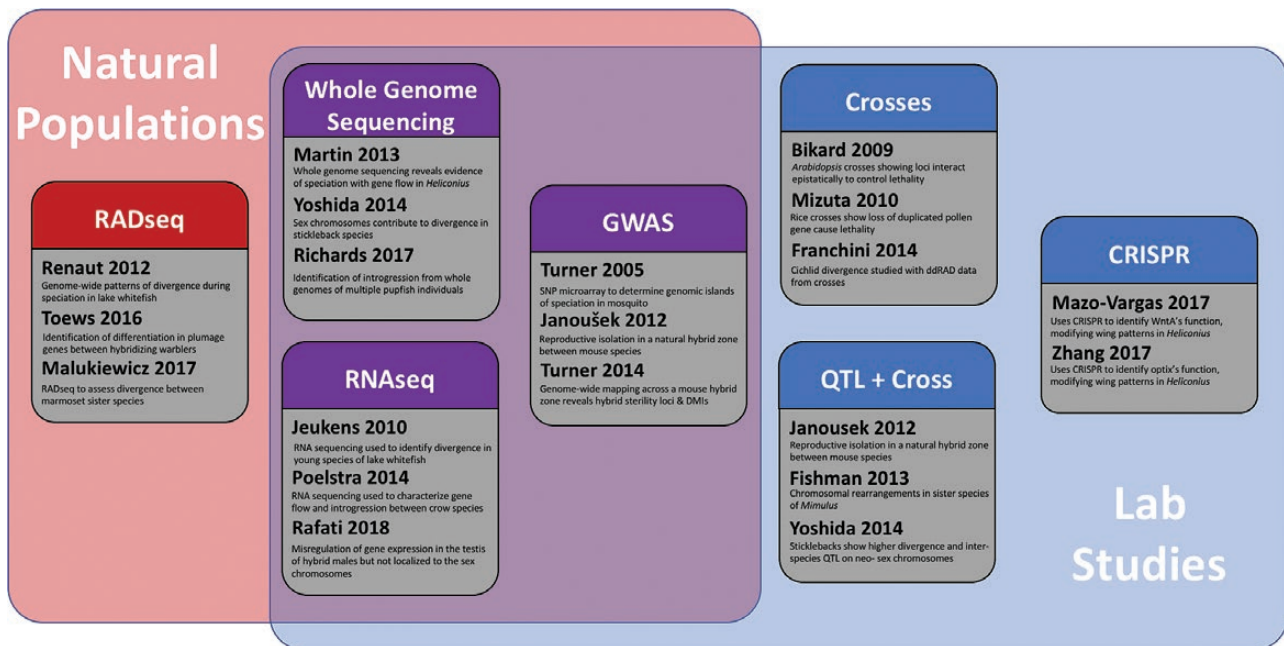 Natural
Populations
RADseq
Renaut 2012
Genome-wide patterns of divergence during
speciation in lake whitefish
Toews 2016
Identification of differentiation in plumage
genes between hybridizing warblers
Malukiewicz 2017
RADseq to assess divergence between
marmoset sister species
Whole Genome
Sequencing
Martin 2013
Whole genome sequencing reveals evidence
of speciation with gene flow in Heliconius
Yoshida 2014
Sex chromosomes contribute to divergence in
stickleback species
Richards 2017
Identification of introgression from whole
genomes of multiple pupfish individuals
RNAseq
Jeukens 2010
RNA sequencing used to identify divergence in
young species of lake whitefish
Poelstra 2014
RNA sequencing used to characterize gene
flow and introgression between crow species
Rafati 2018
Misregulation of gene expression in the testis
of hybrid males but not localized to the sex
chromosomes
GWAS
Turner 2005
SNP microarray to determine genomic islands
of speciation in mosquito
Janoušek 2012
Reproductive isolation in a natural hybrid zone
between mouse species
Turner 2014
Genome-wide mapping across a mouse hybrid
zone reveals hybrid sterility loci & DMIs
Crosses
Bikard 2009
Arabidopsis crosses showing loci interact
epistatically to control lethality
Mizuta 2010
Rice crosses show loss of duplicated pollen
gene cause lethality
Franchini 2014
Cichlid divergence studied with ddRAD data
from crosses
QTL + Cross
Janousek 2012
Reproductive isolation in a natural hybrid zone
between mouse species
Fishman 2013
Chromosomal rearrangements in sister species
of Mimulus
Yoshida 2014
Sticklebacks show higher divergence and inter-
species QTL on neo- sex chromosomes
CRISPR
Mazo-Vargas 2017
Uses CRISPR to identify WntA's function,
modifying wing patterns in Heliconius
Zhang 2017
Uses CRISPR to identify optix's function,
modifying wing patterns in Heliconius
Lab
Studies